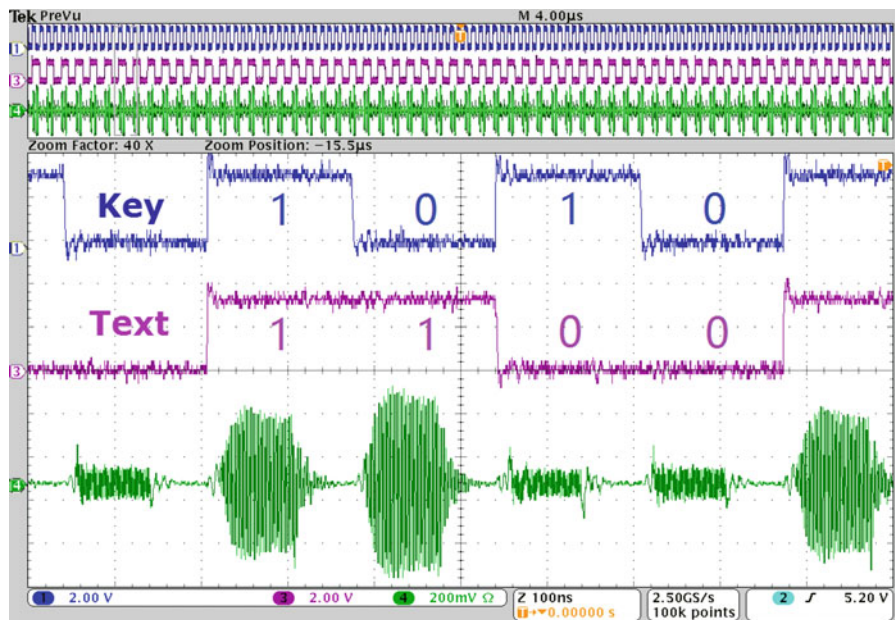 Tek PreVu M 4.00µs
T
1
3
4
Zoom Factor: 40 X Zoom Position: −15.5µs
T
Key 1 0 1 0
1
Text 1 1 0 0
3
4
1 2.00 V 3 2.00 V 4 200mV Ω Z 100ns 2.50GS/s 2 5.20 V
T→▼0.00000 s 100k points